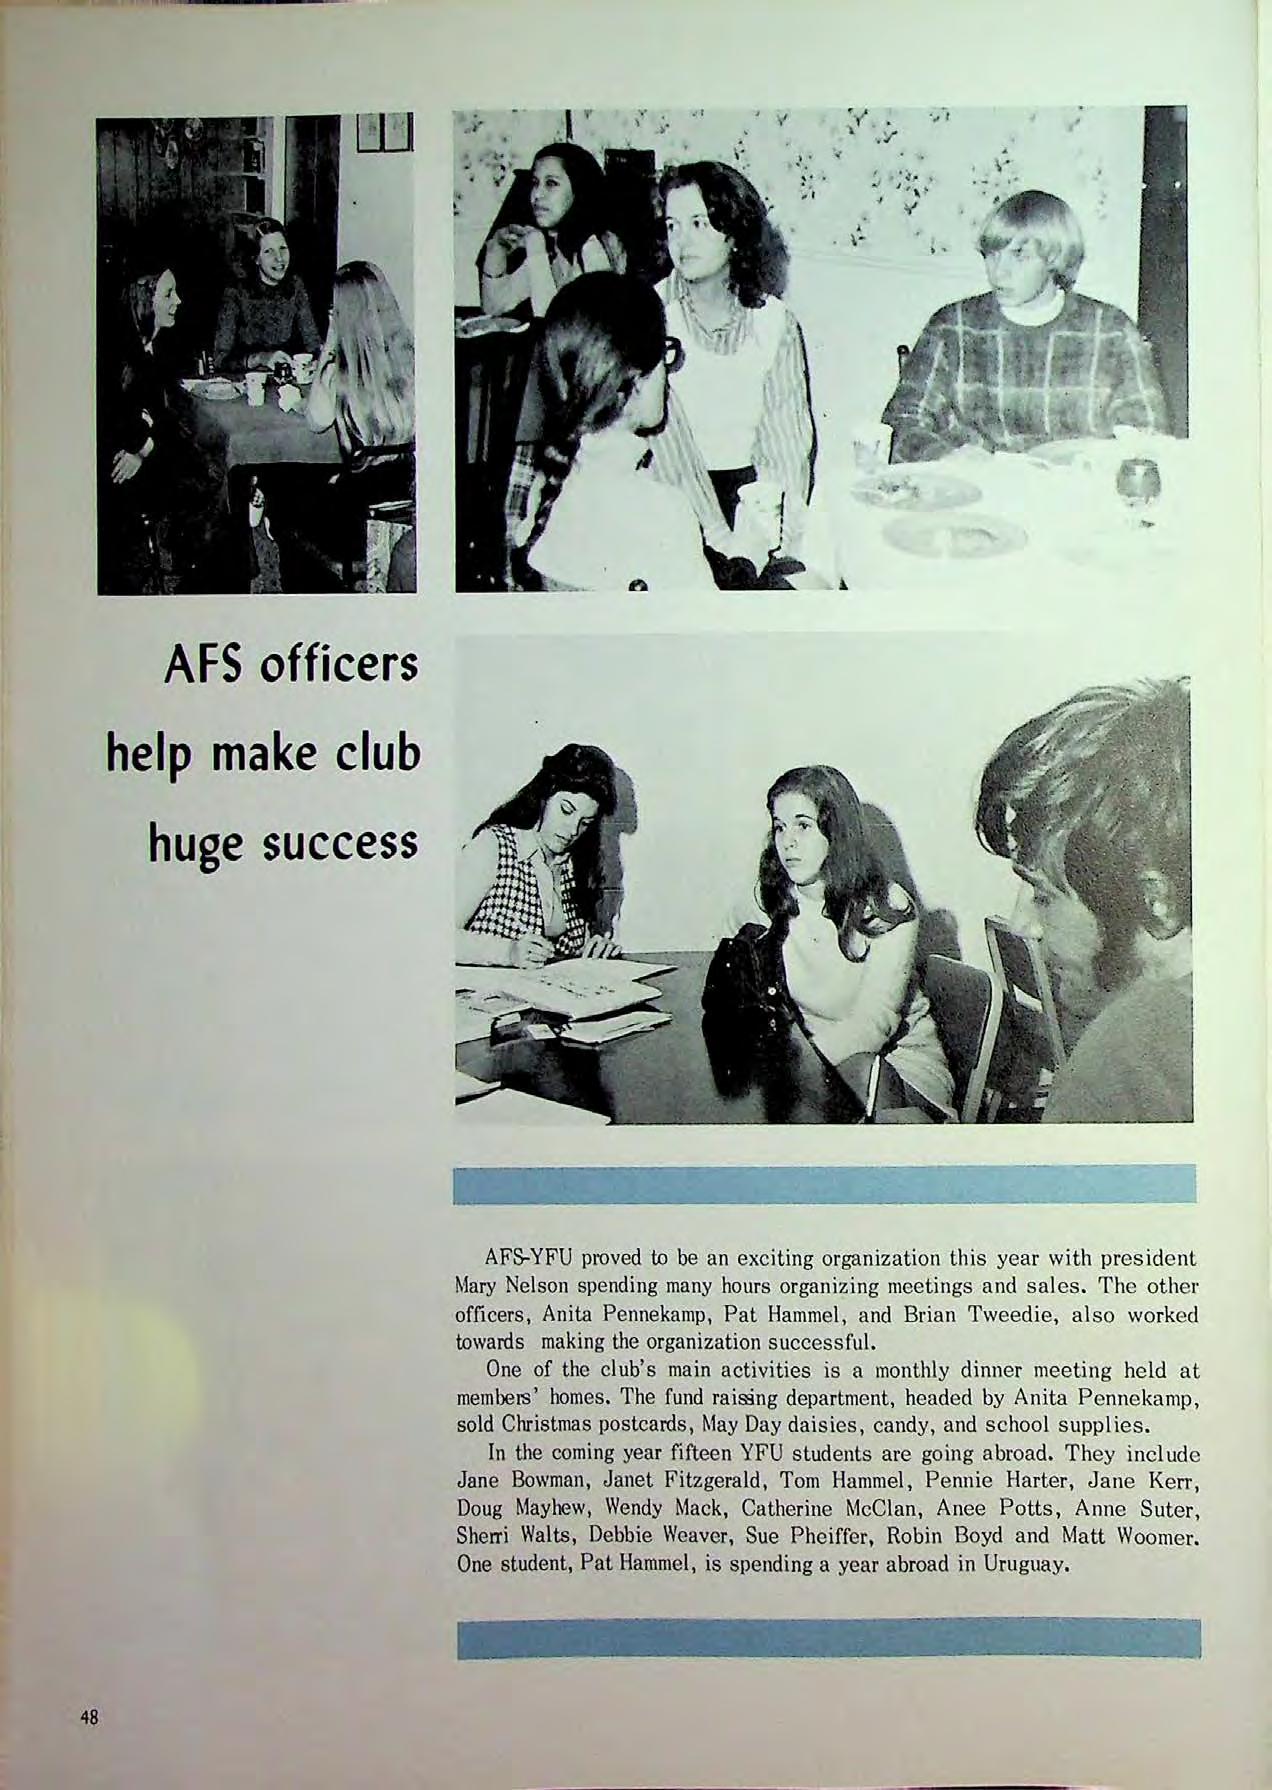 AFS officers
help make club
huge success
AFS-YFU proved to be an exciting organization this year with president
Mary Nelson spending many hours organizing meetings and sales. The other
officers, Anita Pennekamp, Pat Hammel, and Brian Tweedie, also worked
towards making the organization successful.
One of the club's main activities is a monthly dinner meeting held at
members' homes. The fund raising department, headed by Anita Pennekamp,
sold Christmas postcards, May Day daisies, candy, and school supplies.
In the coming year fifteen YFU students are going abroad. They include
Jane Bowman, Janet Fitzgerald, Tom Hammel, Pennie Harter, Jane Kerr,
Doug Mayhew, Wendy Mack, Catherine McClan, Anee Potts, Anne Suter,
Sherri Walts, Debbie Weaver, Sue Pheiffer, Robin Boyd and Matt Woomer.
One student, Pat Hammel, is spending a year abroad in Uruguay.
48